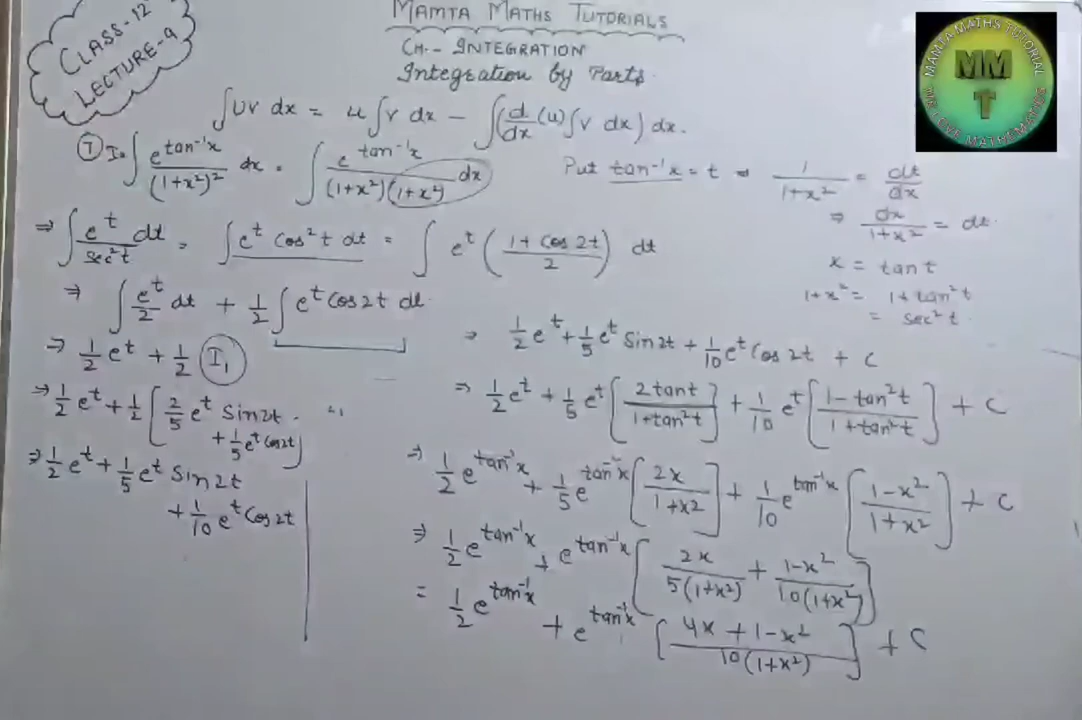 CLASS-12
LECTURE-9
MAMTA MATHS TUTORIALS
CH.- INTEGRATION
Integration by Parts.
MAMTA MATHS TUTORIAL
MM
T
WE LOVE MATHEMATICS
∫UV dx = u∫v dx - ∫(d/dx (u) ∫v dx) dx.
① I = ∫ e^(tan⁻¹x)/(1+x²)² dx = ∫ e^(tan⁻¹x)/((1+x²)(1+x²)) dx
Put tan⁻¹x = t ⇒ 1/(1+x²) = dt/dx
⇒ dx/(1+x²) = dt
x = tan t
1+x² = 1+tan²t
= sec²t
⇒ ∫ e^t/sec²t dt = ∫ e^t cos²t dt = ∫ e^t ((1+cos 2t)/2) dt
⇒ ∫ e^t/2 dt + 1/2 ∫ e^t cos2t dt
⇒ 1/2 e^t + 1/2 (I₁)
⇒ 1/2 e^t + 1/2 [2/5 e^t Sin2t
+ 1/5 e^t cos2t]
⇒ 1/2 e^t + 1/5 e^t Sin2t
+ 1/10 e^t Cos2t
⇒ 1/2 e^t + 1/5 e^t Sin2t + 1/10 e^t Cos2t + C
⇒ 1/2 e^t + 1/5 e^t [2tant/(1+tan²t)] + 1/10 e^t [(1-tan²t)/(1+tan²t)] + C
⇒ 1/2 e^(tan⁻¹x) + 1/5 e^(tan⁻¹x) [2x/(1+x²)] + 1/10 e^(tan⁻¹x) [(1-x²)/(1+x²)] + C
⇒ 1/2 e^(tan⁻¹x) + e^(tan⁻¹x) [2x/(5(1+x²)) + (1-x²)/(10(1+x²))]
= 1/2 e^(tan⁻¹x) + e^(tan⁻¹x) [(4x+1-x²)/(10(1+x²))] + C